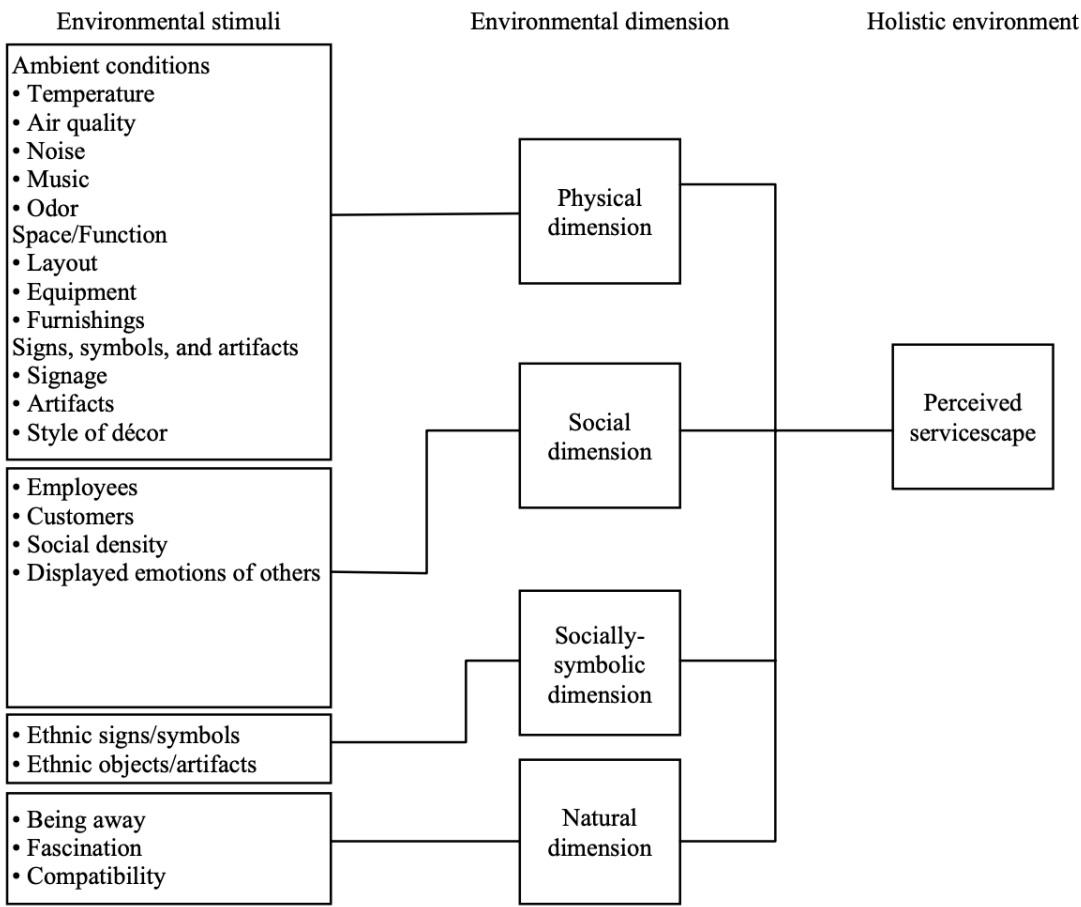 Environmental stimuli
Environmental dimension
Holistic environment
Ambient conditions
• Temperature
• Air quality
• Noise
• Music
• Odor
Space/Function
• Layout
• Equipment
• Furnishings
Signs, symbols, and artifacts
• Signage
• Artifacts
• Style of décor
• Employees
• Customers
• Social density
• Displayed emotions of others
• Ethnic signs/symbols
• Ethnic objects/artifacts
• Being away
• Fascination
• Compatibility
Physical
dimension
Social
dimension
Socially-
symbolic
dimension
Natural
dimension
Perceived
servicescape